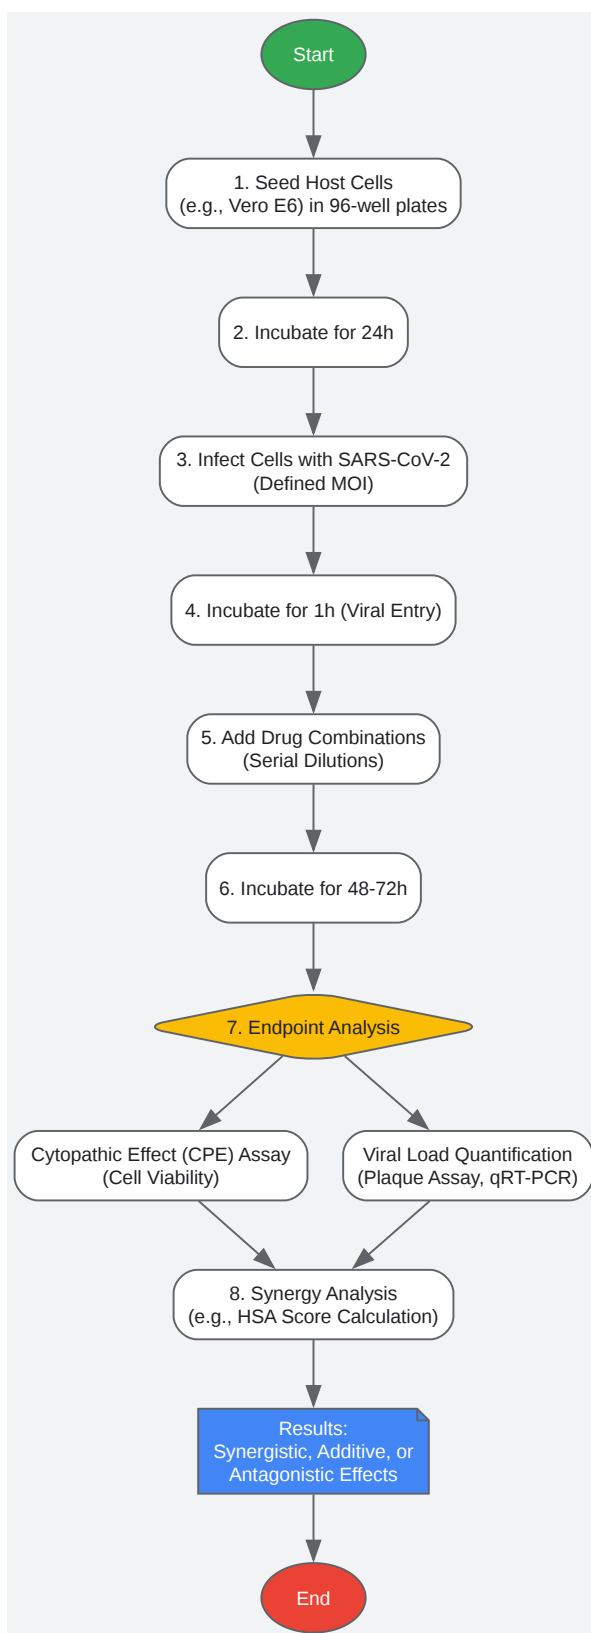 Start
1. Seed Host Cells
(e.g., Vero E6) in 96-well plates
2. Incubate for 24h
3. Infect Cells with SARS-CoV-2
(Defined MOI)
4. Incubate for 1h (Viral Entry)
5. Add Drug Combinations
(Serial Dilutions)
6. Incubate for 48-72h
7. Endpoint Analysis
Cytopathic Effect (CPE) Assay
(Cell Viability)
Viral Load Quantification
(Plaque Assay, qRT-PCR)
8. Synergy Analysis
(e.g., HSA Score Calculation)
Results:
Synergistic, Additive, or
Antagonistic Effects
End